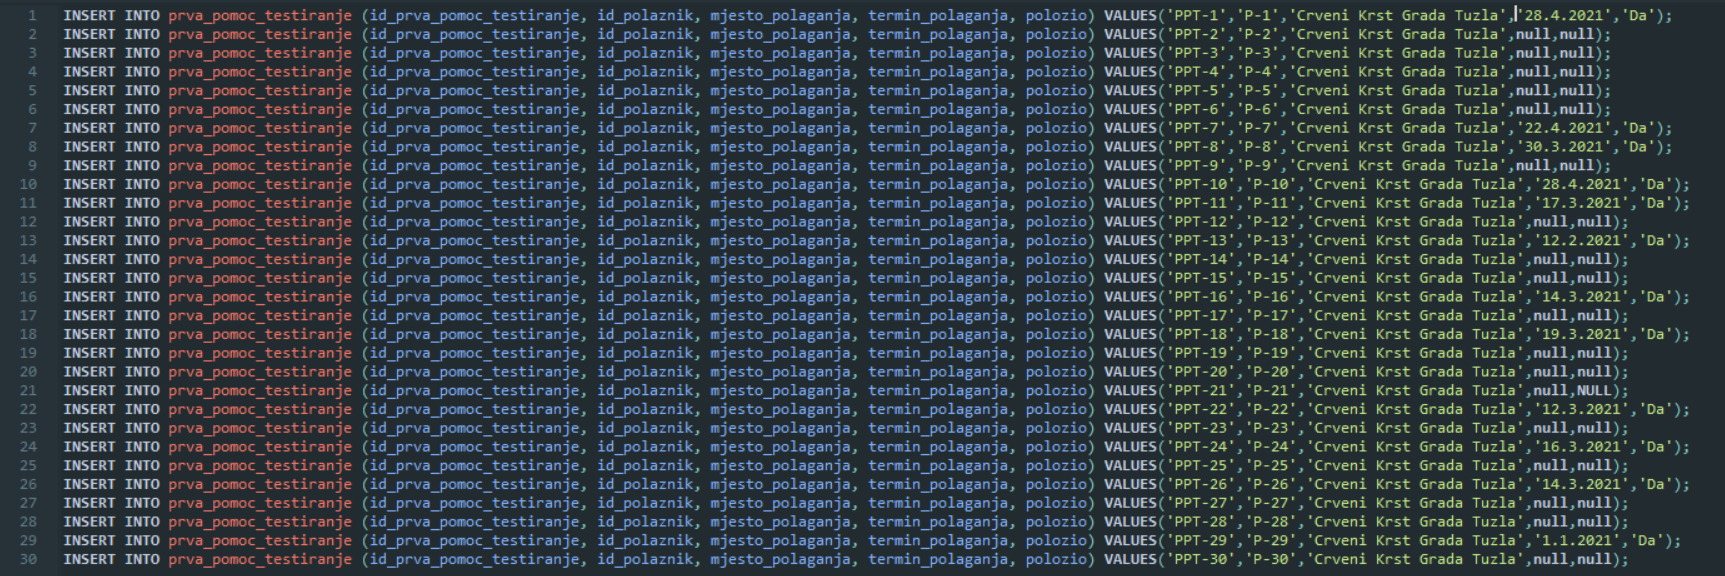 1 INSERT INTO prva_pomoc_testiranje (id_prva_pomoc_testiranje, id_polaznik, mjesto_polaganja, termin_polaganja, polozio) VALUES('PPT-1','P-1','Crveni Krst Grada Tuzla','28.4.2021','Da');
2 INSERT INTO prva_pomoc_testiranje (id_prva_pomoc_testiranje, id_polaznik, mjesto_polaganja, termin_polaganja, polozio) VALUES('PPT-2','P-2','Crveni Krst Grada Tuzla',null,null);
3 INSERT INTO prva_pomoc_testiranje (id_prva_pomoc_testiranje, id_polaznik, mjesto_polaganja, termin_polaganja, polozio) VALUES('PPT-3','P-3','Crveni Krst Grada Tuzla',null,null);
4 INSERT INTO prva_pomoc_testiranje (id_prva_pomoc_testiranje, id_polaznik, mjesto_polaganja, termin_polaganja, polozio) VALUES('PPT-4','P-4','Crveni Krst Grada Tuzla',null,null);
5 INSERT INTO prva_pomoc_testiranje (id_prva_pomoc_testiranje, id_polaznik, mjesto_polaganja, termin_polaganja, polozio) VALUES('PPT-5','P-5','Crveni Krst Grada Tuzla',null,null);
6 INSERT INTO prva_pomoc_testiranje (id_prva_pomoc_testiranje, id_polaznik, mjesto_polaganja, termin_polaganja, polozio) VALUES('PPT-6','P-6','Crveni Krst Grada Tuzla',null,null);
7 INSERT INTO prva_pomoc_testiranje (id_prva_pomoc_testiranje, id_polaznik, mjesto_polaganja, termin_polaganja, polozio) VALUES('PPT-7','P-7','Crveni Krst Grada Tuzla','22.4.2021','Da');
8 INSERT INTO prva_pomoc_testiranje (id_prva_pomoc_testiranje, id_polaznik, mjesto_polaganja, termin_polaganja, polozio) VALUES('PPT-8','P-8','Crveni Krst Grada Tuzla','30.3.2021','Da');
9 INSERT INTO prva_pomoc_testiranje (id_prva_pomoc_testiranje, id_polaznik, mjesto_polaganja, termin_polaganja, polozio) VALUES('PPT-9','P-9','Crveni Krst Grada Tuzla',null,null);
10 INSERT INTO prva_pomoc_testiranje (id_prva_pomoc_testiranje, id_polaznik, mjesto_polaganja, termin_polaganja, polozio) VALUES('PPT-10','P-10','Crveni Krst Grada Tuzla','28.4.2021','Da');
11 INSERT INTO prva_pomoc_testiranje (id_prva_pomoc_testiranje, id_polaznik, mjesto_polaganja, termin_polaganja, polozio) VALUES('PPT-11','P-11','Crveni Krst Grada Tuzla','17.3.2021','Da');
12 INSERT INTO prva_pomoc_testiranje (id_prva_pomoc_testiranje, id_polaznik, mjesto_polaganja, termin_polaganja, polozio) VALUES('PPT-12','P-12','Crveni Krst Grada Tuzla',null,null);
13 INSERT INTO prva_pomoc_testiranje (id_prva_pomoc_testiranje, id_polaznik, mjesto_polaganja, termin_polaganja, polozio) VALUES('PPT-13','P-13','Crveni Krst Grada Tuzla','12.2.2021','Da');
14 INSERT INTO prva_pomoc_testiranje (id_prva_pomoc_testiranje, id_polaznik, mjesto_polaganja, termin_polaganja, polozio) VALUES('PPT-14','P-14','Crveni Krst Grada Tuzla',null,null);
15 INSERT INTO prva_pomoc_testiranje (id_prva_pomoc_testiranje, id_polaznik, mjesto_polaganja, termin_polaganja, polozio) VALUES('PPT-15','P-15','Crveni Krst Grada Tuzla',null,null);
16 INSERT INTO prva_pomoc_testiranje (id_prva_pomoc_testiranje, id_polaznik, mjesto_polaganja, termin_polaganja, polozio) VALUES('PPT-16','P-16','Crveni Krst Grada Tuzla','14.3.2021','Da');
17 INSERT INTO prva_pomoc_testiranje (id_prva_pomoc_testiranje, id_polaznik, mjesto_polaganja, termin_polaganja, polozio) VALUES('PPT-17','P-17','Crveni Krst Grada Tuzla',null,null);
18 INSERT INTO prva_pomoc_testiranje (id_prva_pomoc_testiranje, id_polaznik, mjesto_polaganja, termin_polaganja, polozio) VALUES('PPT-18','P-18','Crveni Krst Grada Tuzla','19.3.2021','Da');
19 INSERT INTO prva_pomoc_testiranje (id_prva_pomoc_testiranje, id_polaznik, mjesto_polaganja, termin_polaganja, polozio) VALUES('PPT-19','P-19','Crveni Krst Grada Tuzla',null,null);
20 INSERT INTO prva_pomoc_testiranje (id_prva_pomoc_testiranje, id_polaznik, mjesto_polaganja, termin_polaganja, polozio) VALUES('PPT-20','P-20','Crveni Krst Grada Tuzla',null,null);
21 INSERT INTO prva_pomoc_testiranje (id_prva_pomoc_testiranje, id_polaznik, mjesto_polaganja, termin_polaganja, polozio) VALUES('PPT-21','P-21','Crveni Krst Grada Tuzla',null,NULL);
22 INSERT INTO prva_pomoc_testiranje (id_prva_pomoc_testiranje, id_polaznik, mjesto_polaganja, termin_polaganja, polozio) VALUES('PPT-22','P-22','Crveni Krst Grada Tuzla','12.3.2021','Da');
23 INSERT INTO prva_pomoc_testiranje (id_prva_pomoc_testiranje, id_polaznik, mjesto_polaganja, termin_polaganja, polozio) VALUES('PPT-23','P-23','Crveni Krst Grada Tuzla',null,null);
24 INSERT INTO prva_pomoc_testiranje (id_prva_pomoc_testiranje, id_polaznik, mjesto_polaganja, termin_polaganja, polozio) VALUES('PPT-24','P-24','Crveni Krst Grada Tuzla','16.3.2021','Da');
25 INSERT INTO prva_pomoc_testiranje (id_prva_pomoc_testiranje, id_polaznik, mjesto_polaganja, termin_polaganja, polozio) VALUES('PPT-25','P-25','Crveni Krst Grada Tuzla',null,null);
26 INSERT INTO prva_pomoc_testiranje (id_prva_pomoc_testiranje, id_polaznik, mjesto_polaganja, termin_polaganja, polozio) VALUES('PPT-26','P-26','Crveni Krst Grada Tuzla','14.3.2021','Da');
27 INSERT INTO prva_pomoc_testiranje (id_prva_pomoc_testiranje, id_polaznik, mjesto_polaganja, termin_polaganja, polozio) VALUES('PPT-27','P-27','Crveni Krst Grada Tuzla',null,null);
28 INSERT INTO prva_pomoc_testiranje (id_prva_pomoc_testiranje, id_polaznik, mjesto_polaganja, termin_polaganja, polozio) VALUES('PPT-28','P-28','Crveni Krst Grada Tuzla',null,null);
29 INSERT INTO prva_pomoc_testiranje (id_prva_pomoc_testiranje, id_polaznik, mjesto_polaganja, termin_polaganja, polozio) VALUES('PPT-29','P-29','Crveni Krst Grada Tuzla','1.1.2021','Da');
30 INSERT INTO prva_pomoc_testiranje (id_prva_pomoc_testiranje, id_polaznik, mjesto_polaganja, termin_polaganja, polozio) VALUES('PPT-30','P-30','Crveni Krst Grada Tuzla',null,null);